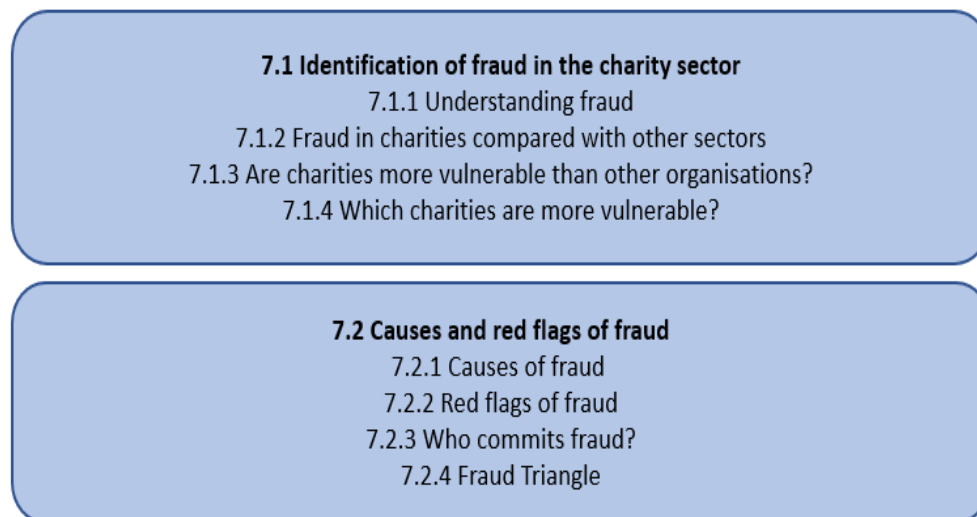 7.1 Identification of fraud in the charity sector
7.1.1 Understanding fraud
7.1.2 Fraud in charities compared with other sectors
7.1.3 Are charities more vulnerable than other organisations?
7.1.4 Which charities are more vulnerable?
7.2 Causes and red flags of fraud
7.2.1 Causes of fraud
7.2.2 Red flags of fraud
7.2.3 Who commits fraud?
7.2.4 Fraud Triangle